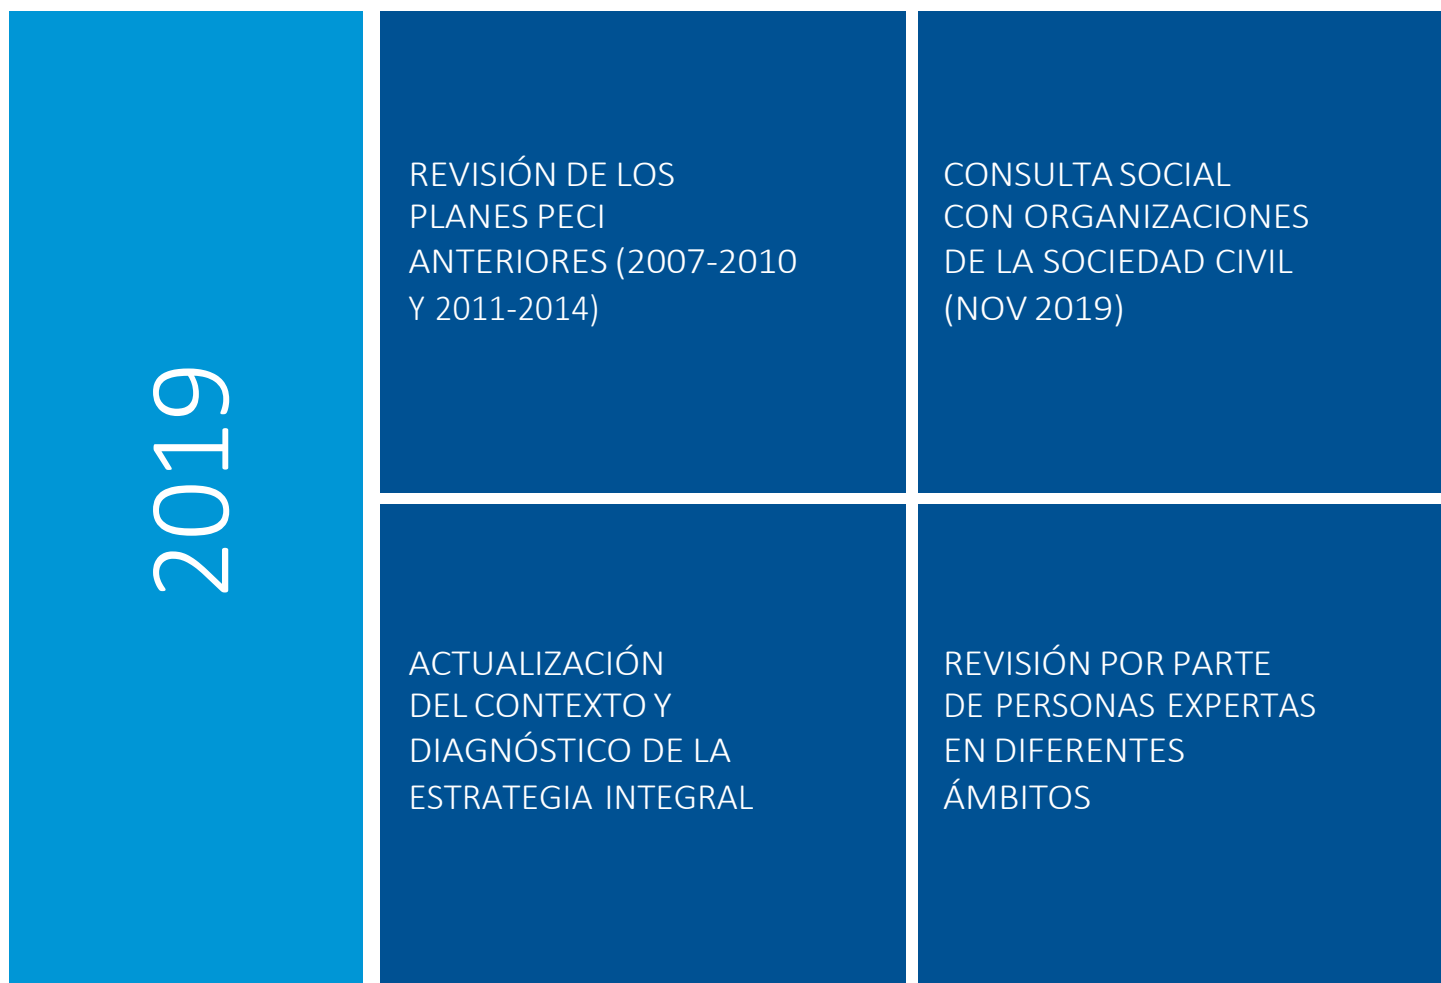 2019
REVISIÓN DE LOS
PLANES PECI
ANTERIORES (2007-2010
Y 2011-2014)
CONSULTA SOCIAL
CON ORGANIZACIONES
DE LA SOCIEDAD CIVIL
(NOV 2019)
ACTUALIZACIÓN
DEL CONTEXTO Y
DIAGNÓSTICO DE LA
ESTRATEGIA INTEGRAL
REVISIÓN POR PARTE
DE PERSONAS EXPERTAS
EN DIFERENTES
ÁMBITOS